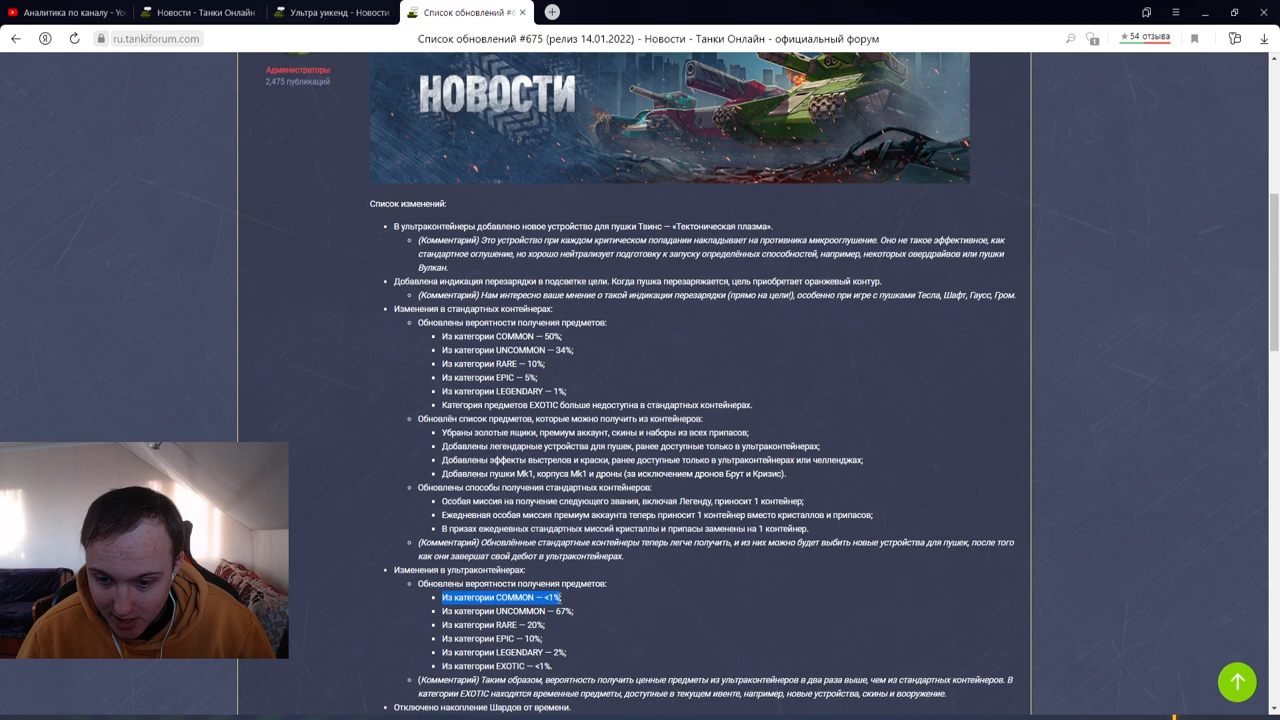 Аналитика по каналу - Yo
Новости - Танки Онлайн -
Ультра уикенд - Новости
Список обновлений #6
ru.tankiforum.com
Список обновлений #675 (релиз 14.01.2022) - Новости - Танки Онлайн - официальный форум
54 отзыва
Администраторы
2,475 публикаций
НОВОСТИ
Список изменений:
В ультраконтейнеры добавлено новое устройство для пушки Твинс — «Тектоническая плазма».
(Комментарий) Это устройство при каждом критическом попадании накладывает на противника микрооглушение. Оно не такое эффективное, как
стандартное оглушение, но хорошо нейтрализует подготовку к запуску определённых способностей, например, некоторых овердрайвов или пушки
Вулкан.
Добавлена индикация перезарядки в подсветке цели. Когда пушка перезаряжается, цель приобретает оранжевый контур.
(Комментарий) Нам интересно ваше мнение о такой индикации перезарядки (прямо на цели!), особенно при игре с пушками Тесла, Шафт, Гаусс, Гром.
Изменения в стандартных контейнерах:
Обновлены вероятности получения предметов:
Из категории COMMON — 50%;
Из категории UNCOMMON — 34%;
Из категории RARE — 10%;
Из категории EPIC — 5%;
Из категории LEGENDARY — 1%;
Категория предметов EXOTIC больше недоступна в стандартных контейнерах.
Обновлён список предметов, которые можно получить из контейнеров:
Убраны золотые ящики, премиум аккаунт, скины и наборы из всех припасов;
Добавлены легендарные устройства для пушек, ранее доступные только в ультраконтейнерах;
Добавлены эффекты выстрелов и краски, ранее доступные только в ультраконтейнерах или челленджах;
Добавлены пушки Mk1, корпуса Mk1 и дроны (за исключением дронов Брут и Кризис).
Обновлены способы получения стандартных контейнеров:
Особая миссия на получение следующего звания, включая Легенду, приносит 1 контейнер;
Ежедневная особая миссия премиум аккаунта теперь приносит 1 контейнер вместо кристаллов и припасов;
В призах ежедневных стандартных миссий кристаллы и припасы заменены на 1 контейнер.
(Комментарий) Обновлённые стандартные контейнеры теперь легче получить, и из них можно будет выбить новые устройства для пушек, после того
как они завершат свой дебют в ультраконтейнерах.
Изменения в ультраконтейнерах:
Обновлены вероятности получения предметов:
Из категории COMMON — <1%;
Из категории UNCOMMON — 67%;
Из категории RARE — 20%;
Из категории EPIC — 10%;
Из категории LEGENDARY — 2%;
Из категории EXOTIC — <1%.
(Комментарий) Таким образом, вероятность получить ценные предметы из ультраконтейнеров в два раза выше, чем из стандартных контейнеров. В
категории EXOTIC находятся временные предметы, доступные в текущем ивенте, например, новые устройства, скины и вооружение.
Отключено накопление Шардов от времени.